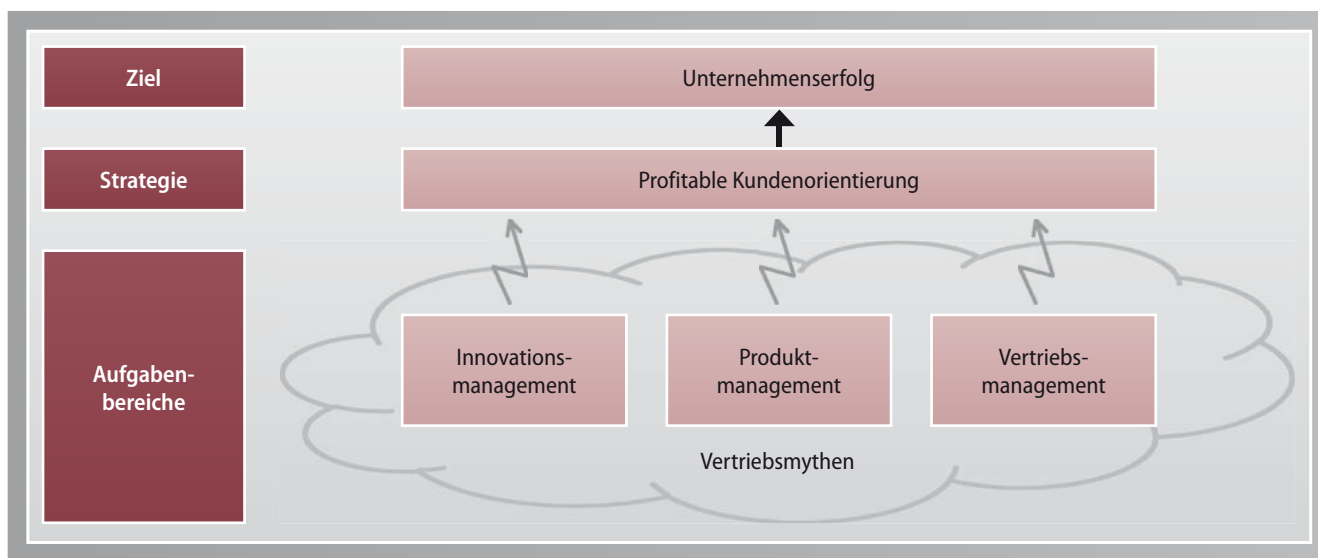 Ziel
Unternehmenserfolg
Strategie
Profitable Kundenorientierung
Aufgaben-
bereiche
Innovations-
management
Produkt-
management
Vertriebs-
management
Vertriebsmythen